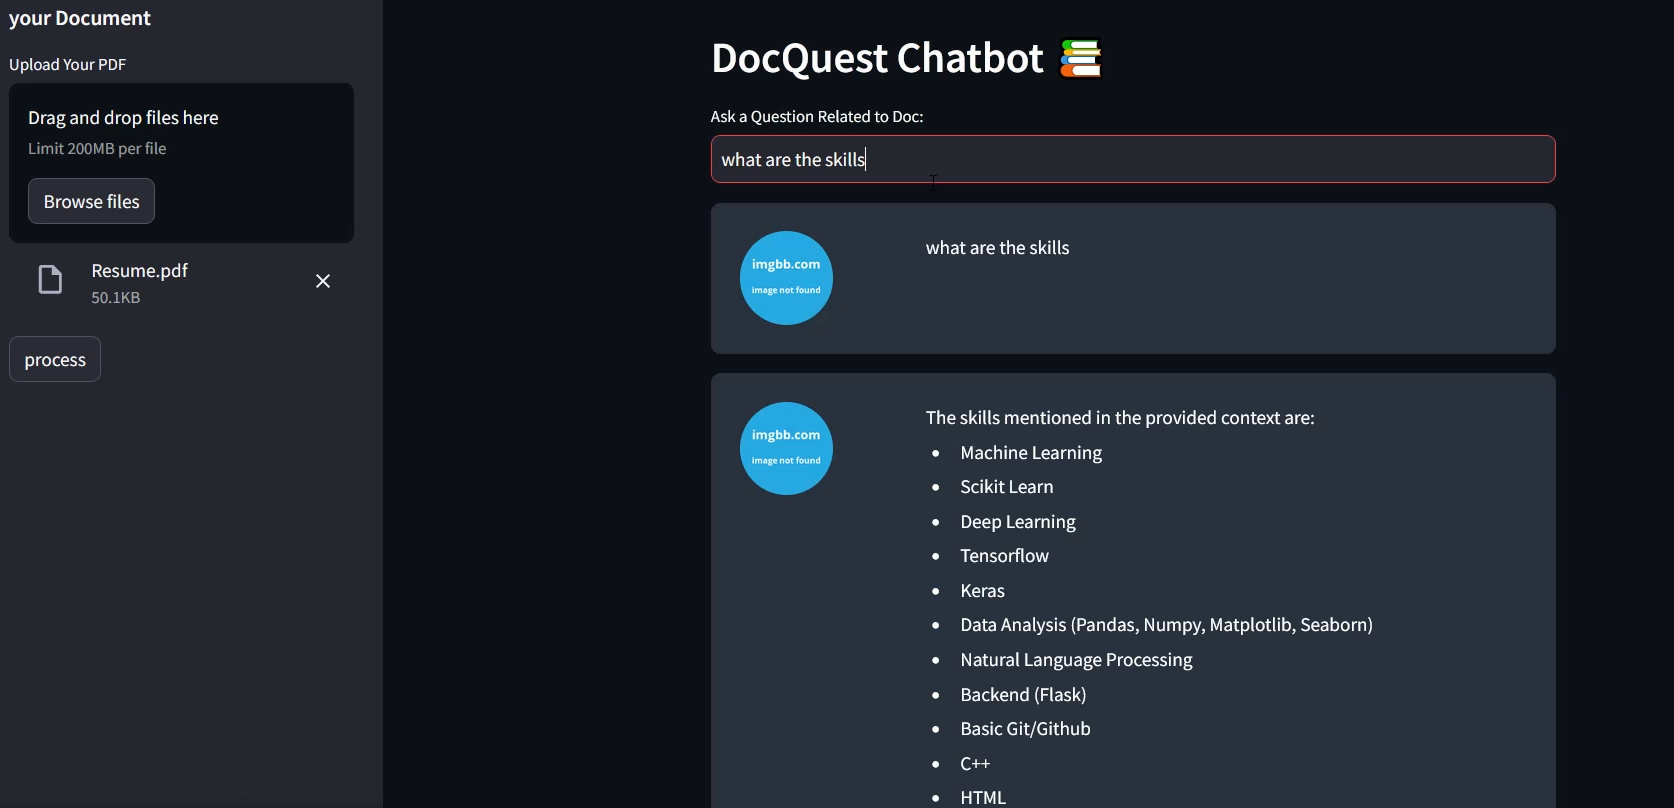 your Document
Upload Your PDF
Drag and drop files here
Limit 200MB per file
Browse files
Resume.pdf
50.1KB
process
DocQuest Chatbot
Ask a Question Related to Doc:
what are the skills
imgbb.com
image not found
what are the skills
imgbb.com
image not found
The skills mentioned in the provided context are:
• Machine Learning
• Scikit Learn
• Deep Learning
• Tensorflow
• Keras
• Data Analysis (Pandas, Numpy, Matplotlib, Seaborn)
• Natural Language Processing
• Backend (Flask)
• Basic Git/Github
• C++
• HTML